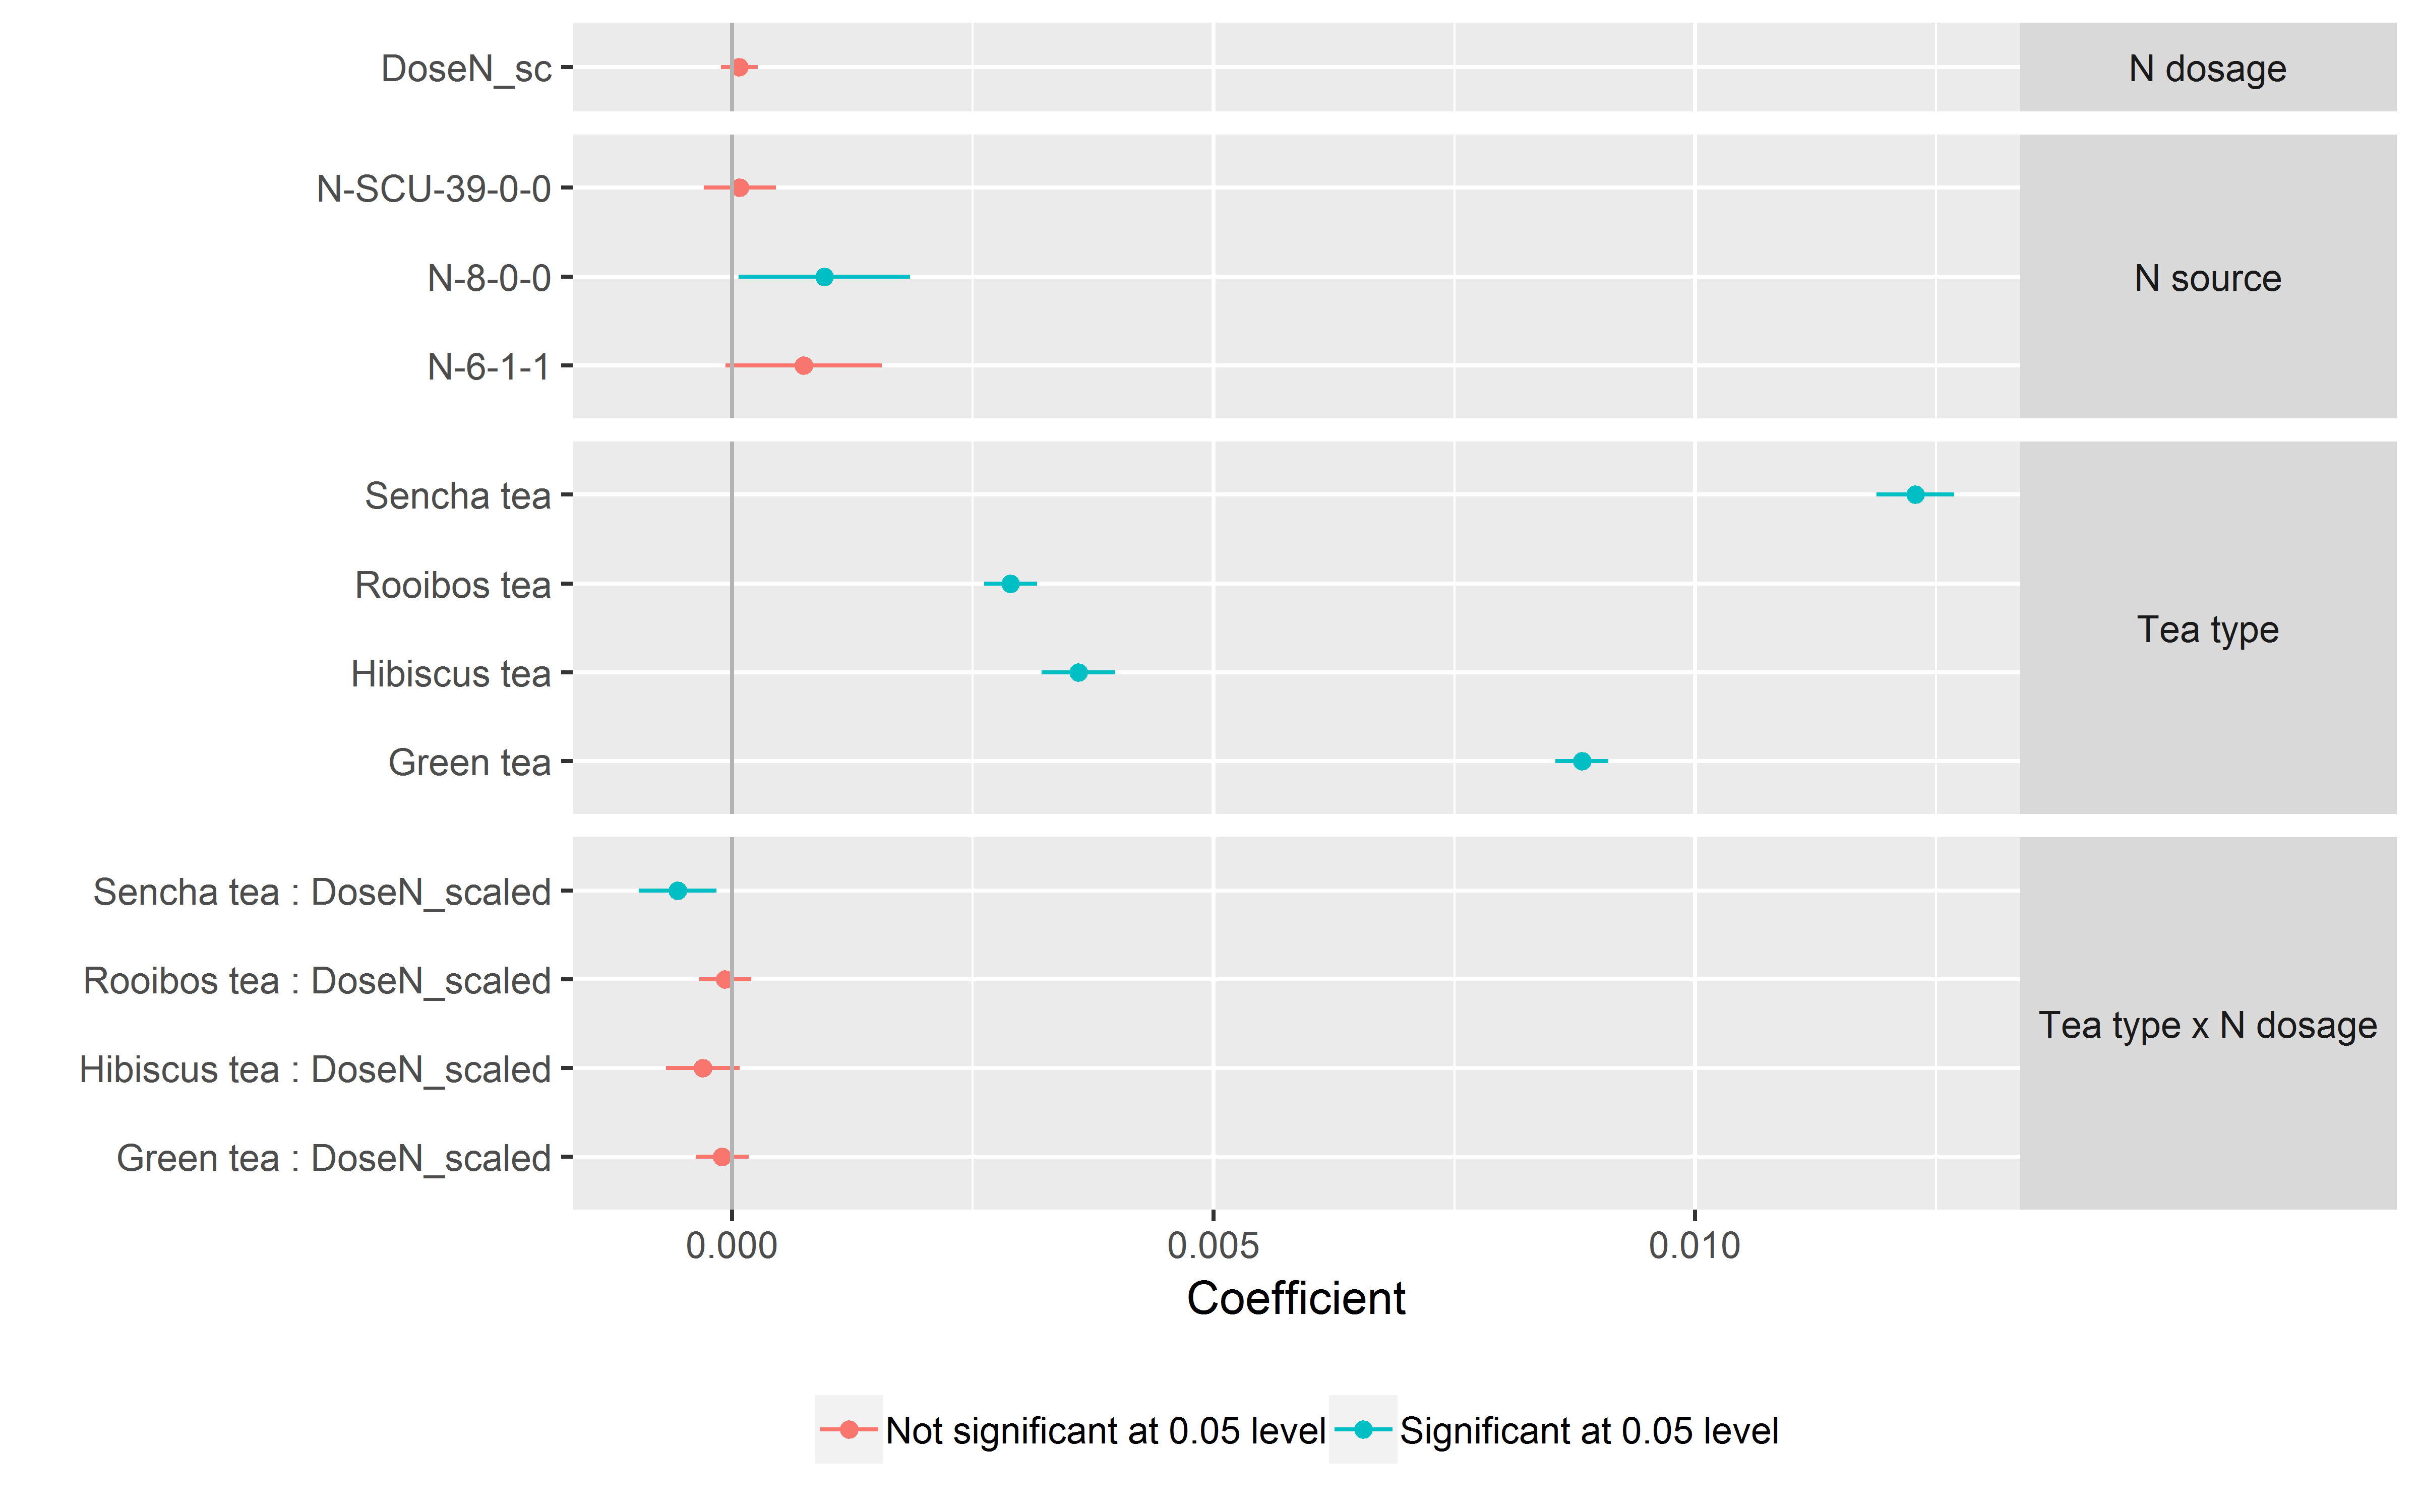 DoseN_sc
N dosage
N-SCU-39-0-0
N-8-0-0
N-6-1-1
N source
Sencha tea
Rooibos tea
Hibiscus tea
Green tea
Tea type
Sencha tea : DoseN_scaled
Rooibos tea : DoseN_scaled
Hibiscus tea : DoseN_scaled
Green tea : DoseN_scaled
Tea type x N dosage
0.000 0.005 0.010
Coefficient
Not significant at 0.05 level Significant at 0.05 level